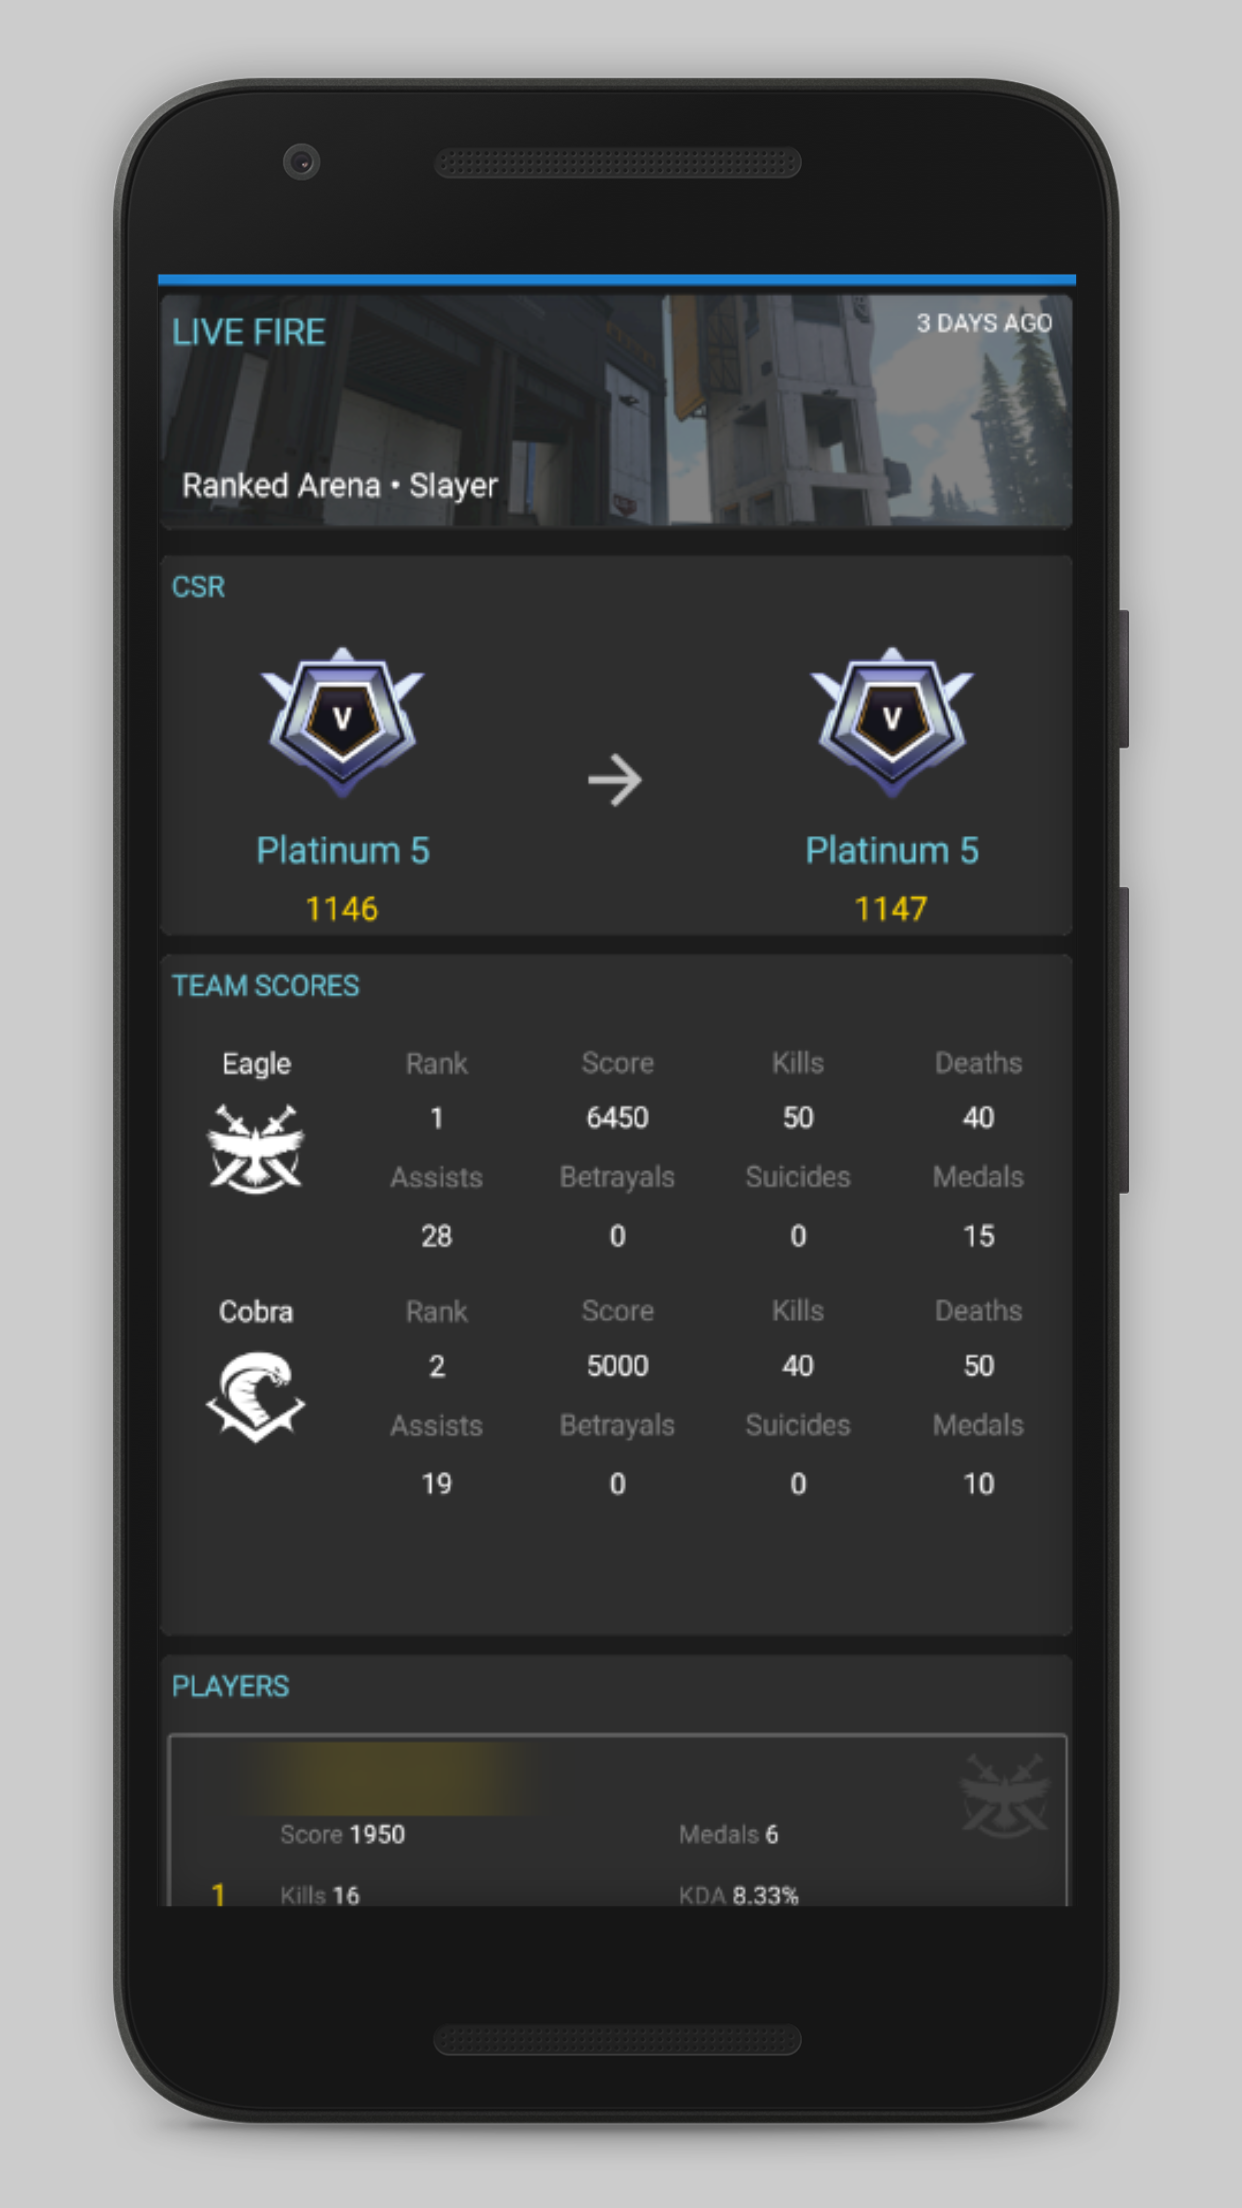 LIVE FIRE
3 DAYS AGO
Ranked Arena • Slayer
CSR
V
V
Platinum 5
Platinum 5
1146
1147
TEAM SCORES
Eagle Rank Score Kills Deaths
1 6450 50 40
Assists Betrayals Suicides Medals
28 0 0 15
Cobra Rank Score Kills Deaths
2 5000 40 50
Assists Betrayals Suicides Medals
19 0 0 10
PLAYERS
Score 1950 Medals 6
1 Kills 16 KDA 8.33%